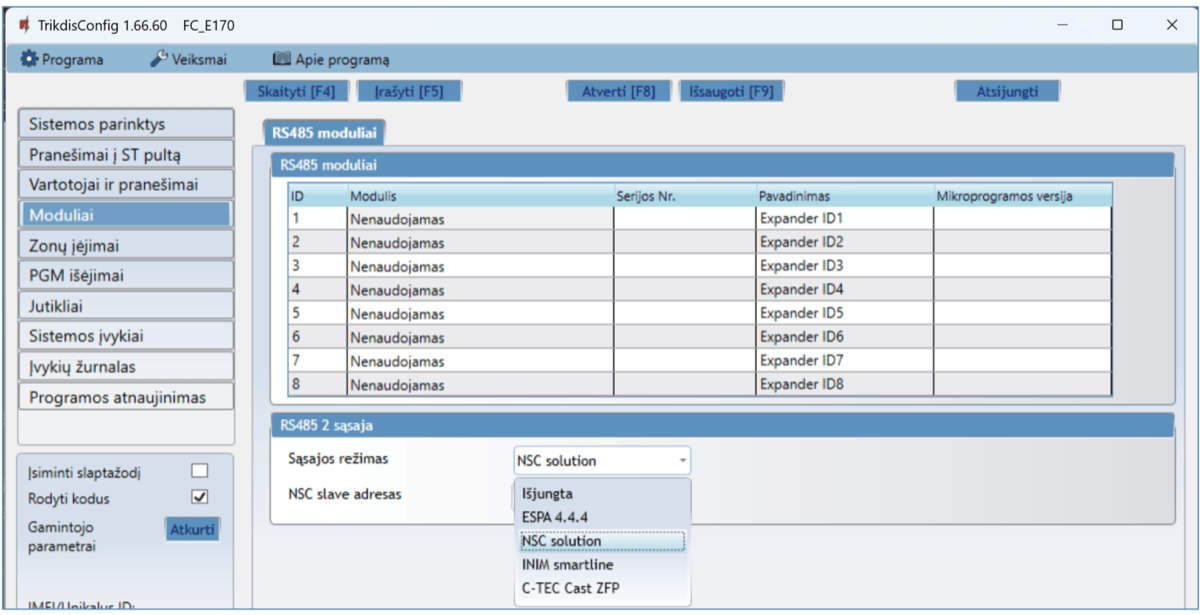 TrikdisConfig 1.66.60 FC_E170
Programa Veiksmai Apie programą
Skaityti [F4] Įrašyti [F5] Atverti [F8] Išsaugoti [F9] Atsijungti
Sistemos parinktys
Pranešimai į ST pultą
Vartotojai ir pranešimai
Moduliai
Zonų įėjimai
PGM išėjimai
Jutikliai
Sistemos įvykiai
Įvykių žurnalas
Programos atnaujinimas
Įsiminti slaptažodį
Rodyti kodus
Gamintojo
parametrai
Atkurti
IMEI/Unikalus ID:
RS485 moduliai
RS485 moduliai
ID Modulis Serijos Nr. Pavadinimas Mikroprogramos versija
1 Nenaudojamas Expander ID1
2 Nenaudojamas Expander ID2
3 Nenaudojamas Expander ID3
4 Nenaudojamas Expander ID4
5 Nenaudojamas Expander ID5
6 Nenaudojamas Expander ID6
7 Nenaudojamas Expander ID7
8 Nenaudojamas Expander ID8
RS485 2 sąsaja
Sąsajos režimas NSC solution
NSC slave adresas
Išjungta
ESPA 4.4.4
NSC solution
INIM smartline
C-TEC Cast ZFP